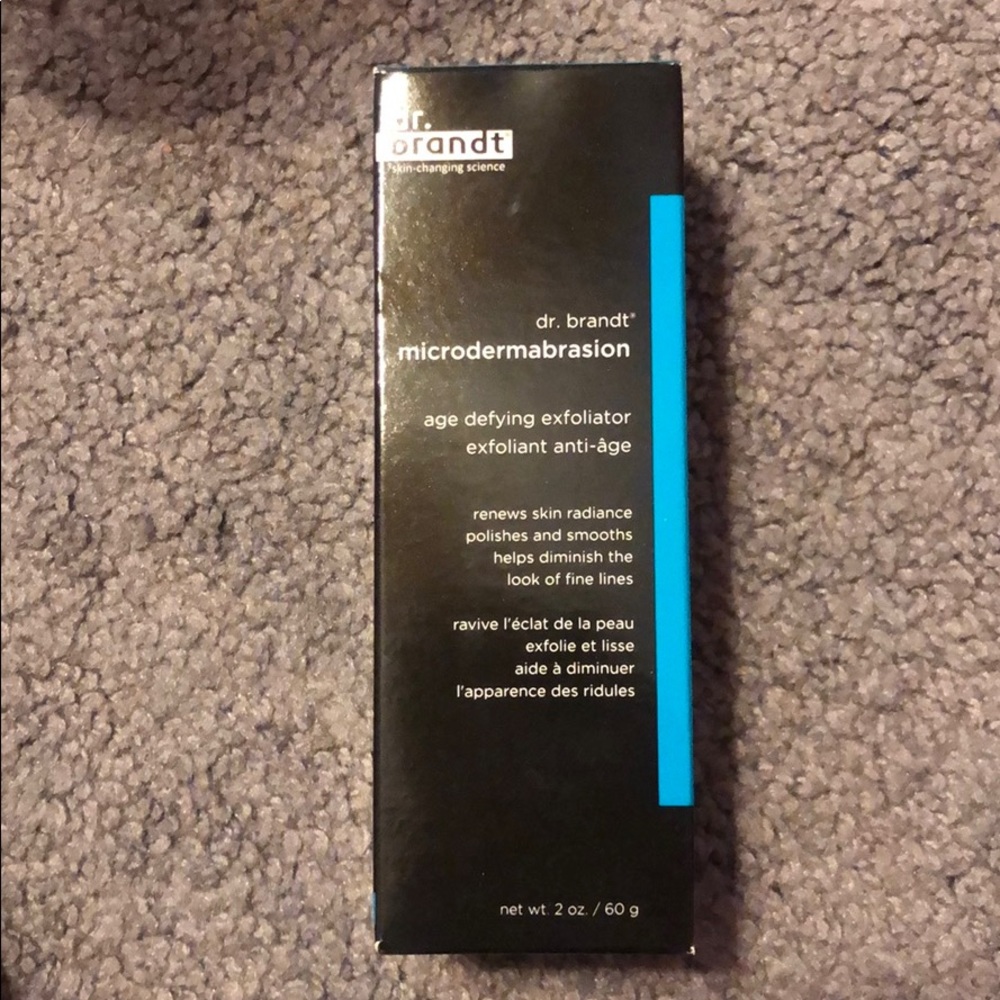 dr.
brandt
skin-changing science
dr. brandt®
microdermabrasion
age defying exfoliator
exfoliant anti-âge
renews skin radiance
polishes and smooths
helps diminish the
look of fine lines
ravive l'éclat de la peau
exfolie et lisse
aide à diminuer
l'apparence des ridules
net wt. 2 oz. / 60 g